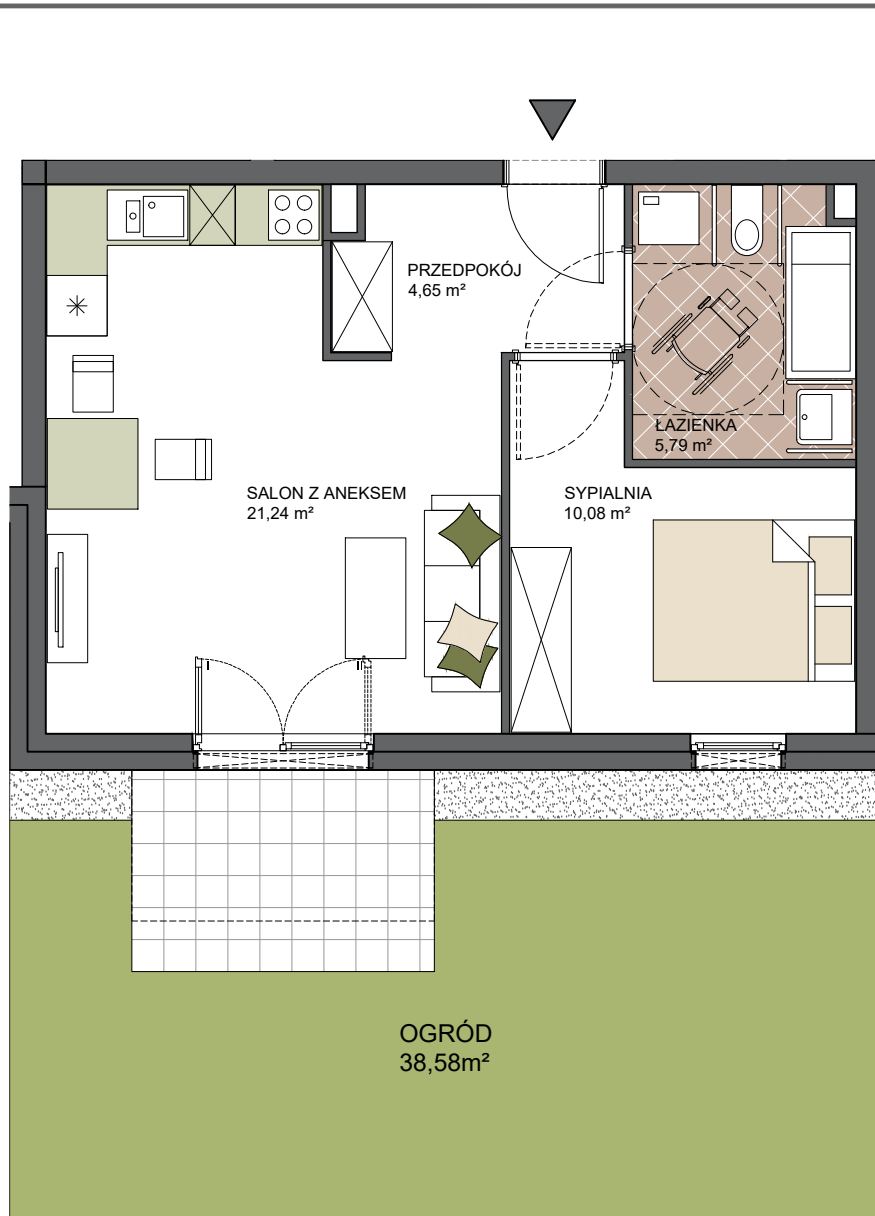 PRZEDPOKÓJ
4,65 m²
ŁAZIENKA
5,79 m²
SALON Z ANEKSEM
21,24 m²
SYPIALNIA
10,08 m²
OGRÓD
38,58m²